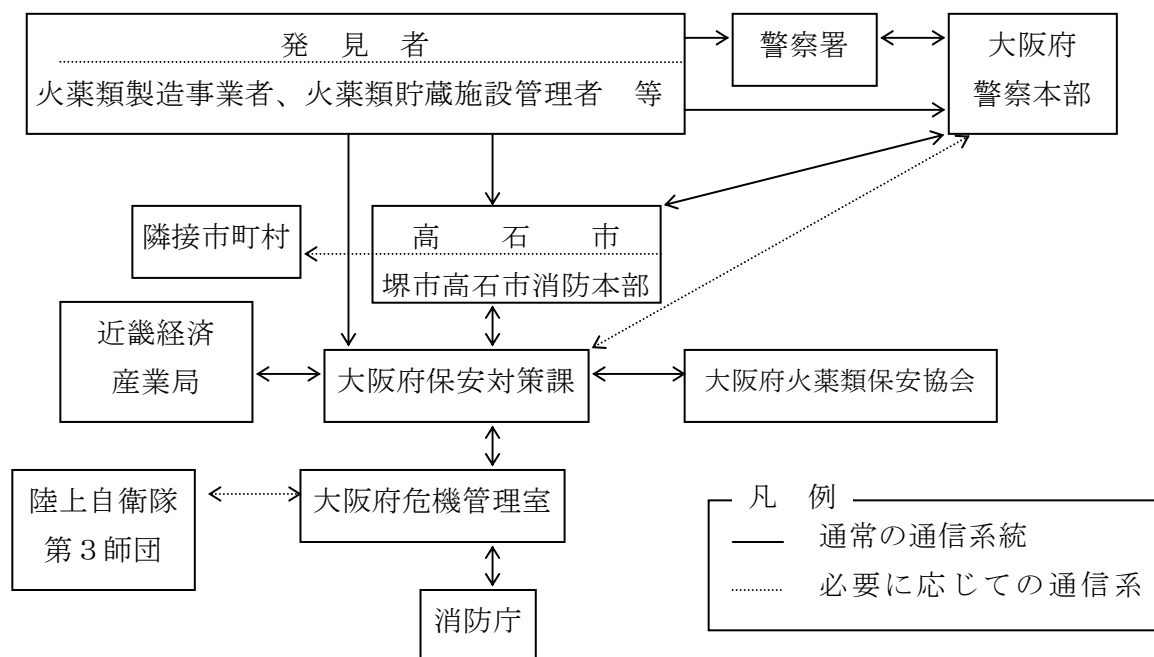 発　見　者
火薬類製造事業者、火薬類貯蔵施設管理者　等
警察署
大阪府
警察本部
隣接市町村
高　石　市
堺市高石市消防本部
近畿経済
産業局
大阪府保安対策課
大阪府火薬類保安協会
陸上自衛隊
第３師団
大阪府危機管理室
消防庁
凡　例
通常の通信系統
必要に応じての通信系